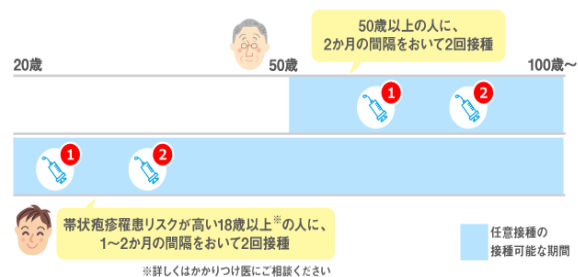 50歳以上の人に、
2か月の間隔をおいて2回接種
20歳
50歳
100歳～
1
2
1
2
帯状疱疹罹患リスクが高い18歳以上※の人に、
1～2か月の間隔をおいて2回接種
任意接種の
接種可能な期間
※詳しくはかかりつけ医にご相談ください